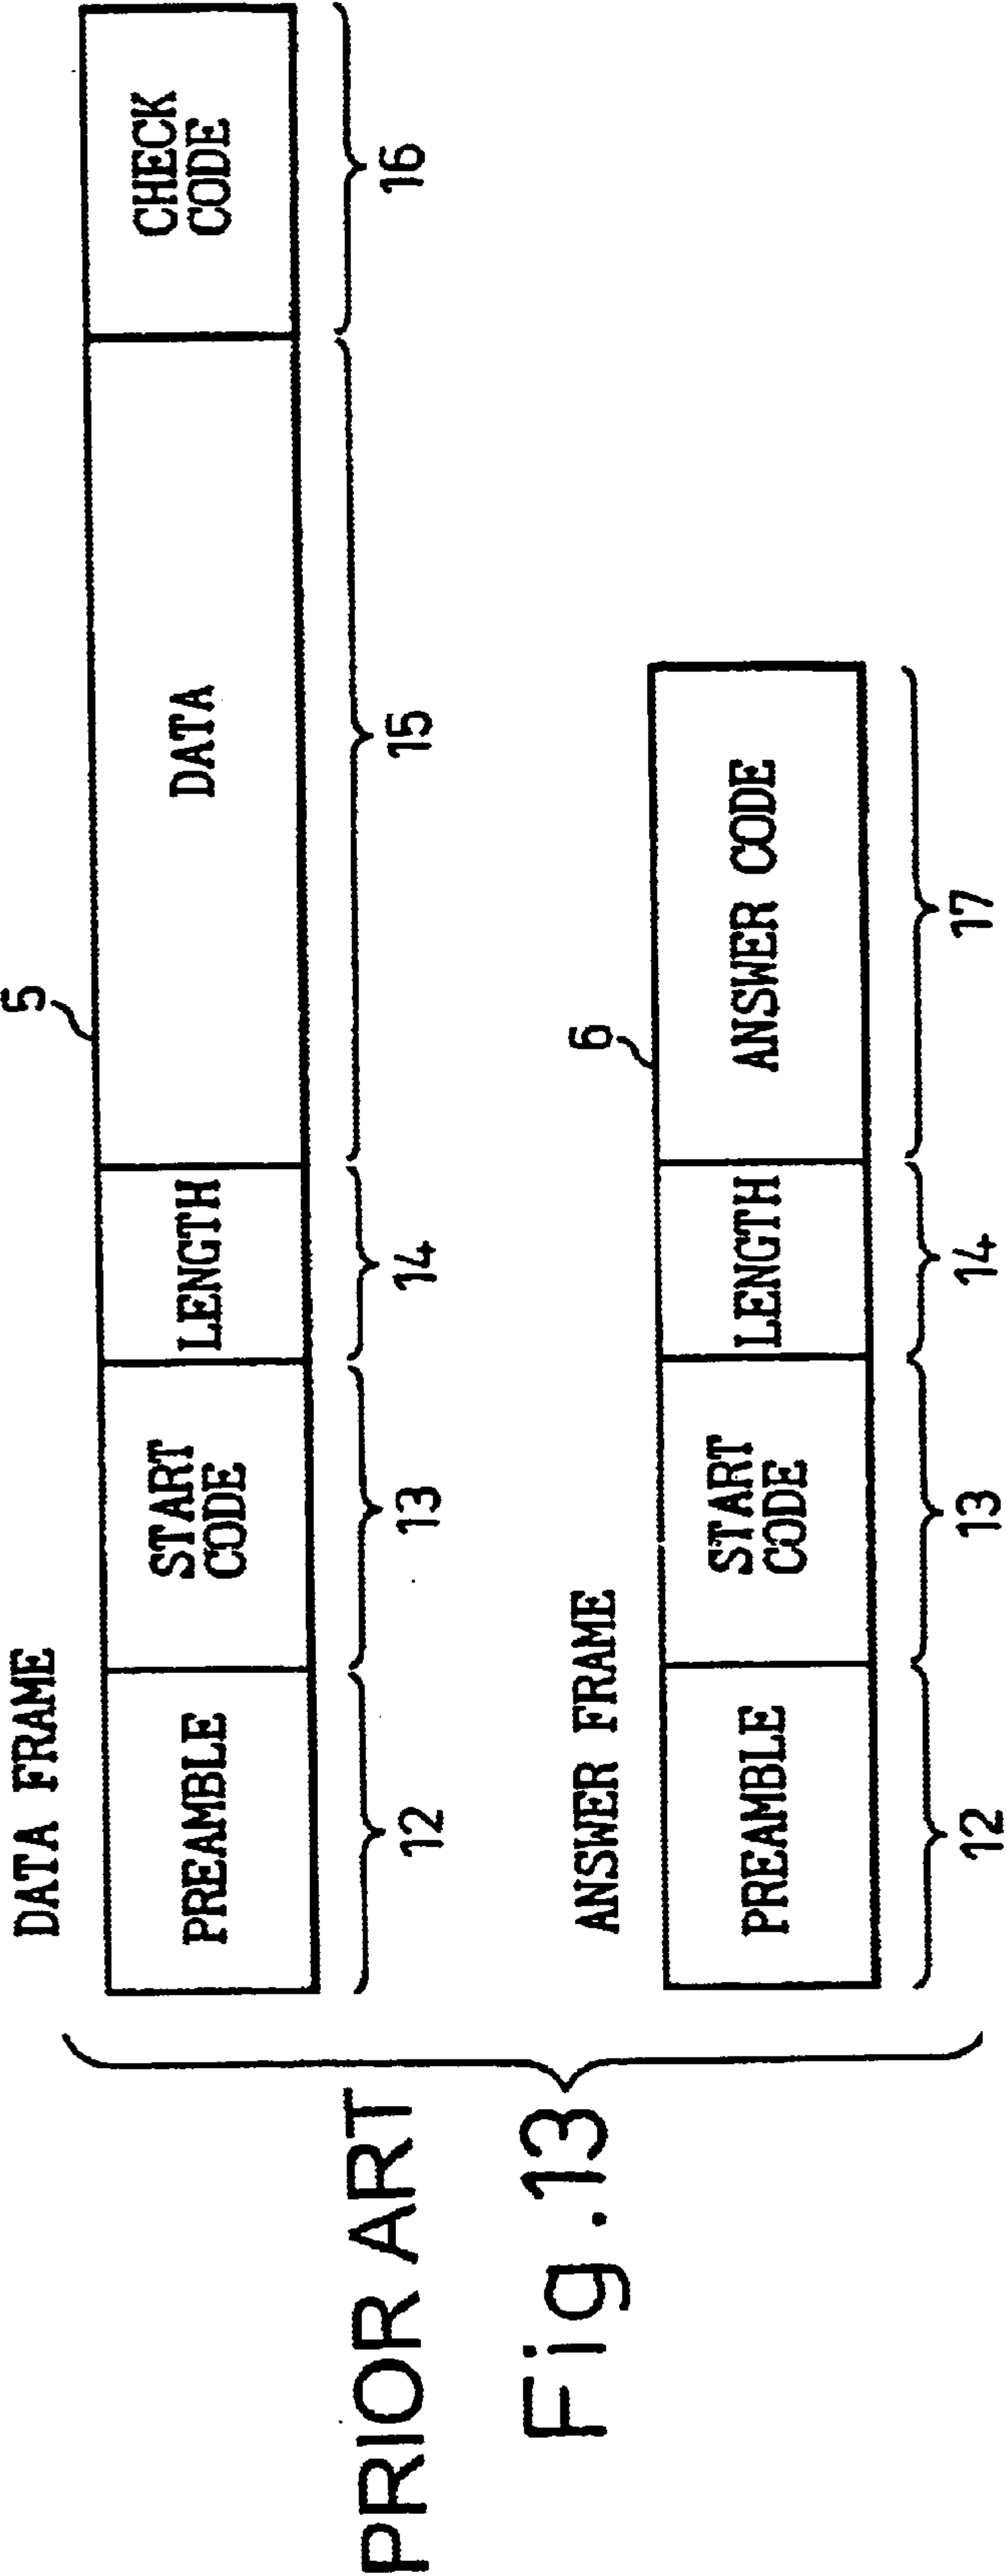 PRIOR ART
Fig.13
DATA FRAME
5
PREAMBLE
START
CODE
LENGTH
DATA
CHECK
CODE
12
13
14
15
16
ANSWER FRAME
6
PREAMBLE
START
CODE
LENGTH
ANSWER CODE
12
13
14
17